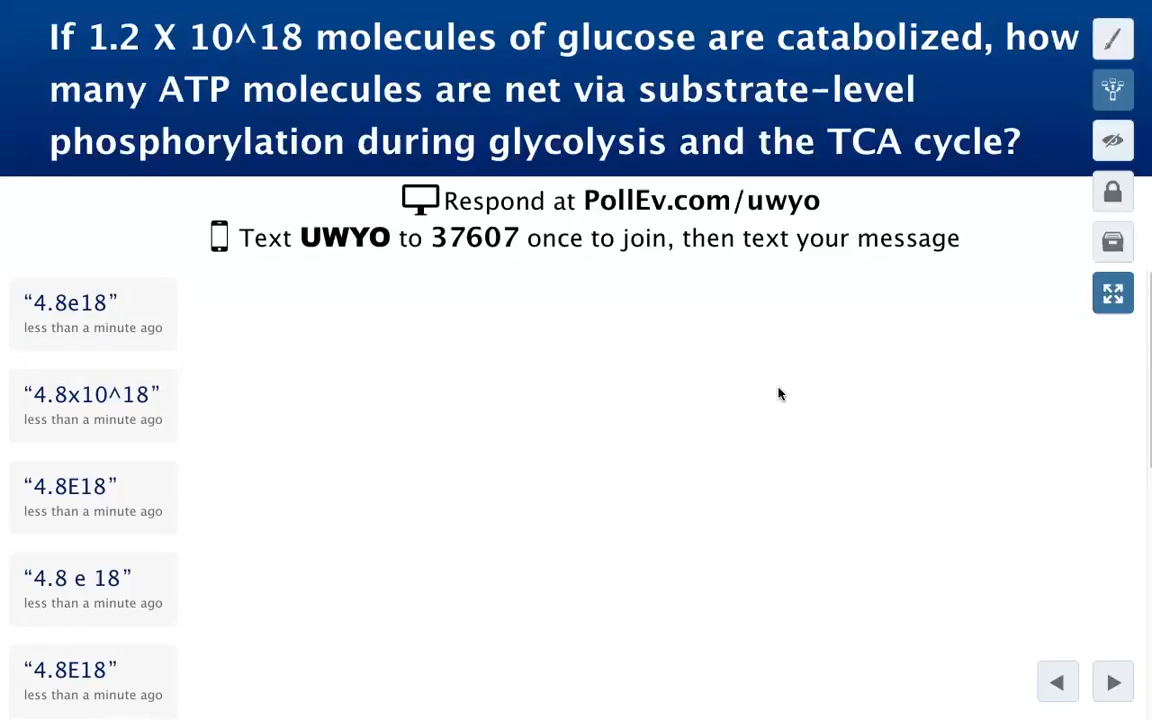 If 1.2 X 10^18 molecules of glucose are catabolized, how
many ATP molecules are net via substrate-level
phosphorylation during glycolysis and the TCA cycle?
Respond at PollEv.com/uwyo
Text UWYO to 37607 once to join, then text your message
“4.8e18”
less than a minute ago
“4.8x10^18”
less than a minute ago
“4.8E18”
less than a minute ago
“4.8 e 18”
less than a minute ago
“4.8E18”
less than a minute ago